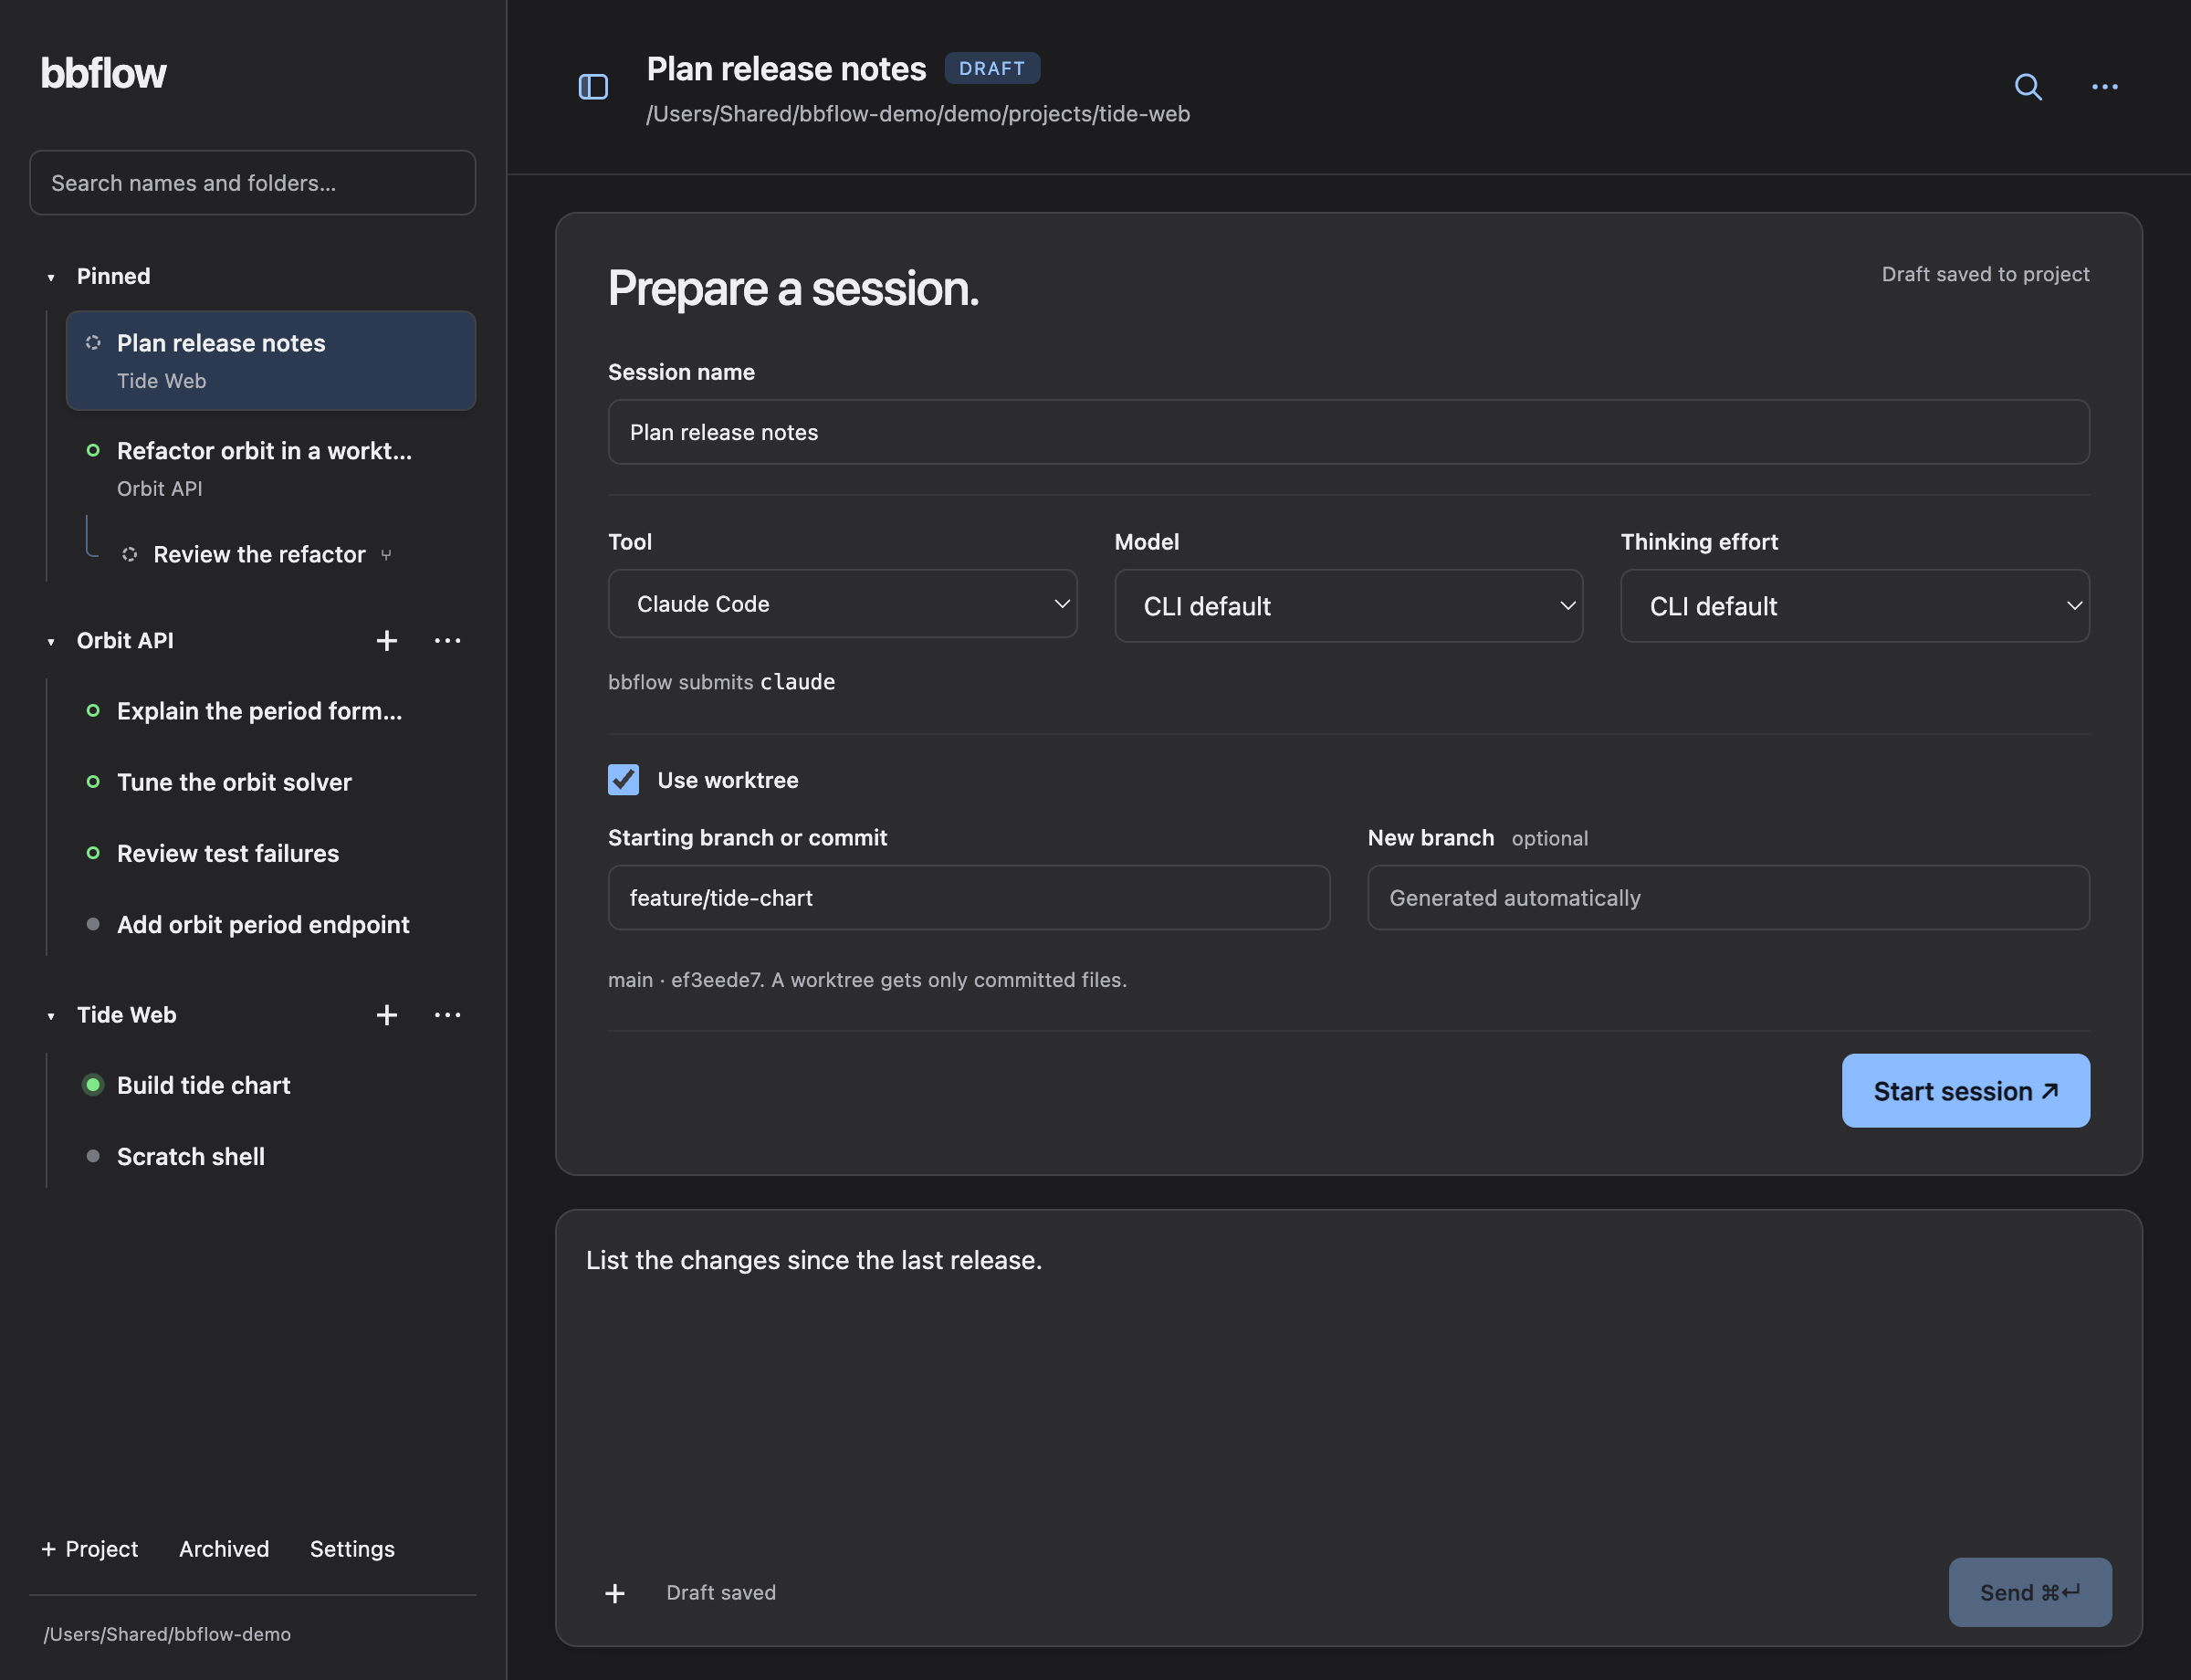 bbflow
Search names and folders...
Pinned
Plan release notes
Tide Web
Refactor orbit in a workt...
Orbit API
Review the refactor
Orbit API
Explain the period form...
Tune the orbit solver
Review test failures
Add orbit period endpoint
Tide Web
Build tide chart
Scratch shell
+ Project Archived Settings
/Users/Shared/bbflow-demo
Plan release notes DRAFT
/Users/Shared/bbflow-demo/demo/projects/tide-web
Prepare a session.
Draft saved to project
Session name
Plan release notes
Tool Model Thinking effort
Claude Code CLI default CLI default
bbflow submits claude
Use worktree
Starting branch or commit New branch optional
feature/tide-chart Generated automatically
main · ef3eede7. A worktree gets only committed files.
Start session ↗
List the changes since the last release.
+ Draft saved Send ⌘↵